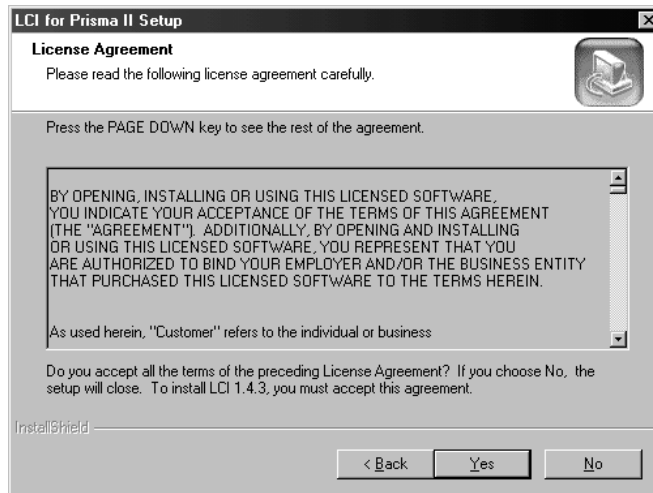 LCI for Prisma II Setup
License Agreement
Please read the following license agreement carefully.
Press the PAGE DOWN key to see the rest of the agreement.
BY OPENING, INSTALLING OR USING THIS LICENSED SOFTWARE,
YOU INDICATE YOUR ACCEPTANCE OF THE TERMS OF THIS AGREEMENT
(THE "AGREEMENT"). ADDITIONALLY, BY OPENING AND INSTALLING
OR USING THIS LICENSED SOFTWARE, YOU REPRESENT THAT YOU
ARE AUTHORIZED TO BIND YOUR EMPLOYER AND/OR THE BUSINESS ENTITY
THAT PURCHASED THIS LICENSED SOFTWARE TO THE TERMS HEREIN.
As used herein, "Customer" refers to the individual or business
Do you accept all the terms of the preceding License Agreement? If you choose No, the
setup will close. To install LCI 1.4.3, you must accept this agreement.
InstallShield
< Back
Yes
No